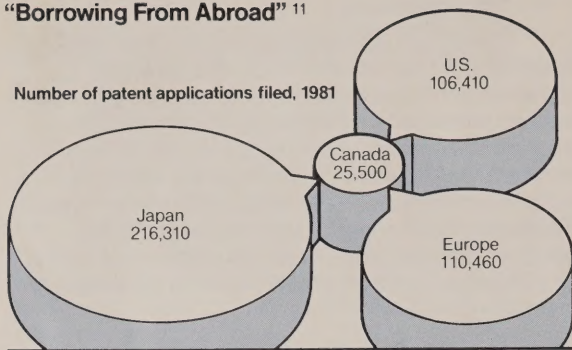 “Borrowing From Abroad” 11
Number of patent applications filed, 1981
U.S.
106,410
Canada
25,500
Japan
216,310
Europe
110,460